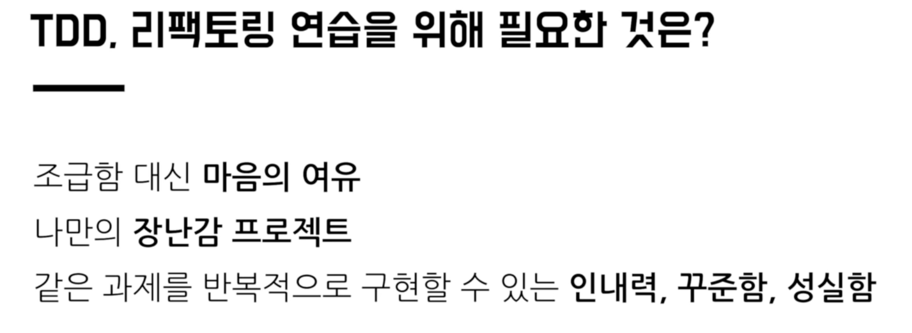 TDD, 리팩토링 연습을 위해 필요한 것은?
조급함 대신 마음의 여유
나만의 장난감 프로젝트
같은 과제를 반복적으로 구현할 수 있는 인내력, 꾸준함, 성실함